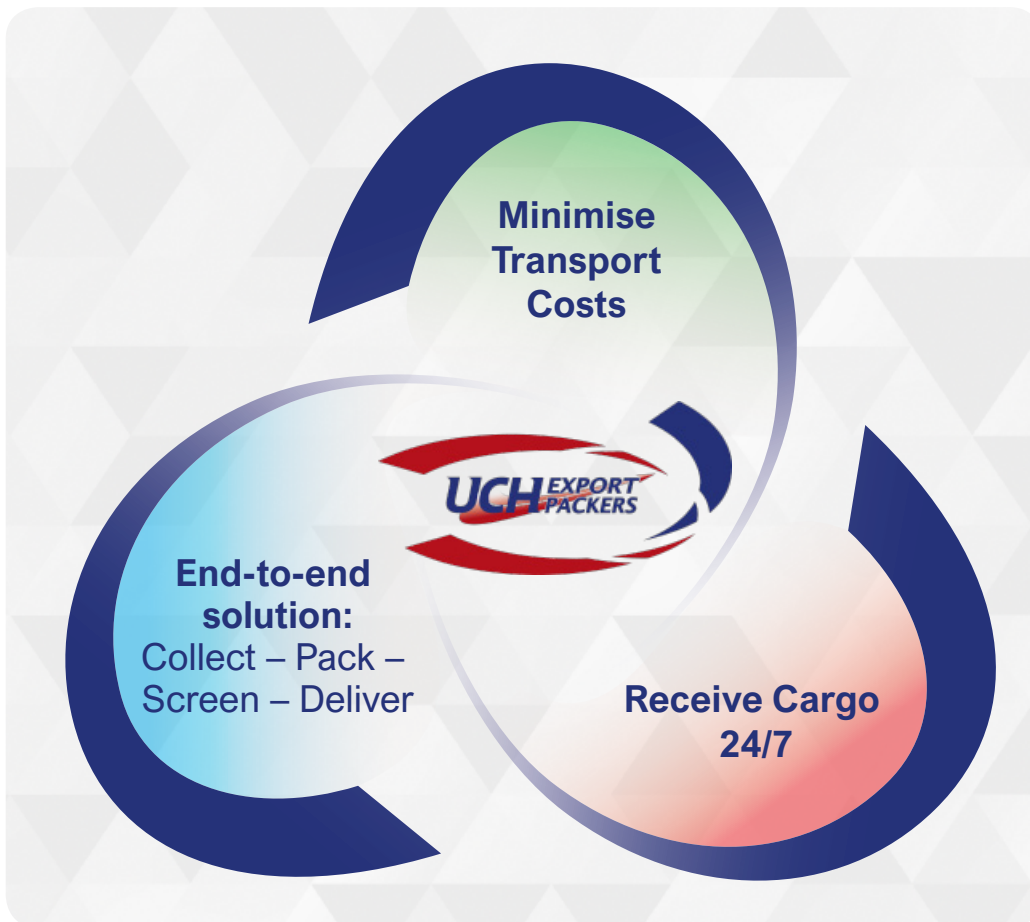 Minimise
Transport
Costs
UCH EXPORT
PACKERS
End-to-end
solution:
Collect – Pack –
Screen – Deliver
Receive Cargo
24/7